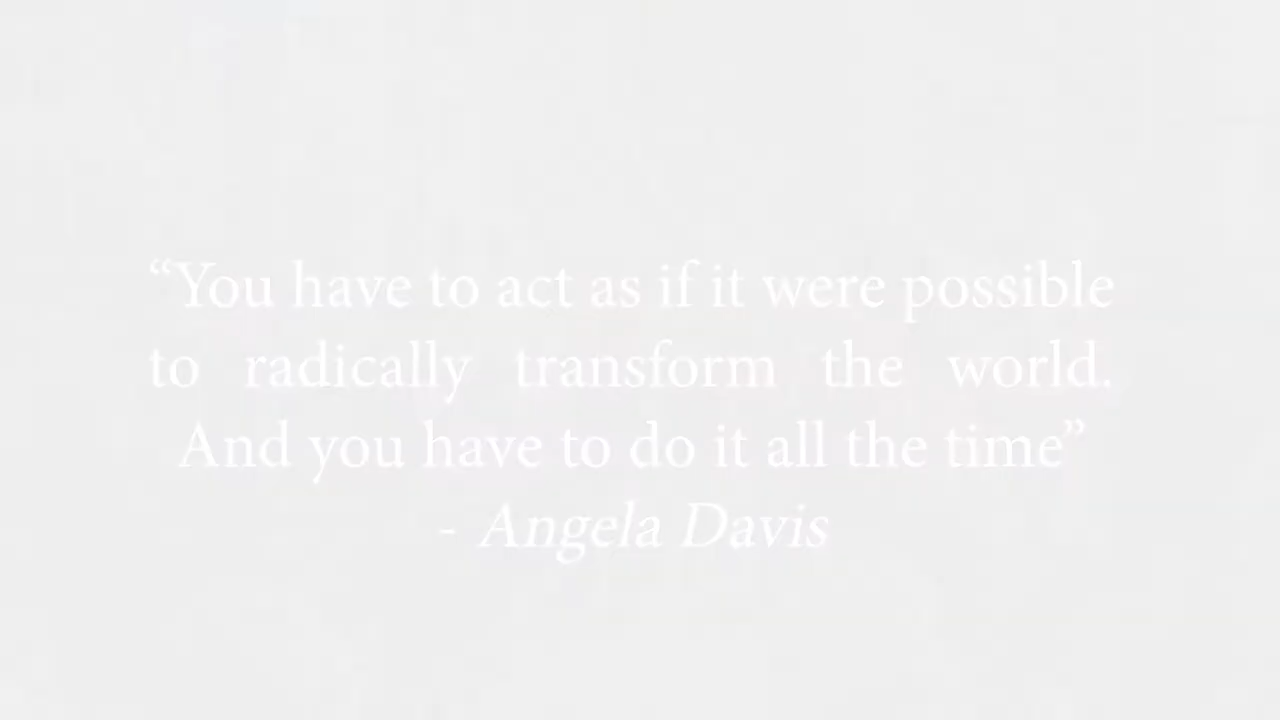 “You have to act as if it were possible
to radically transform the world.
And you have to do it all the time”
- Angela Davis